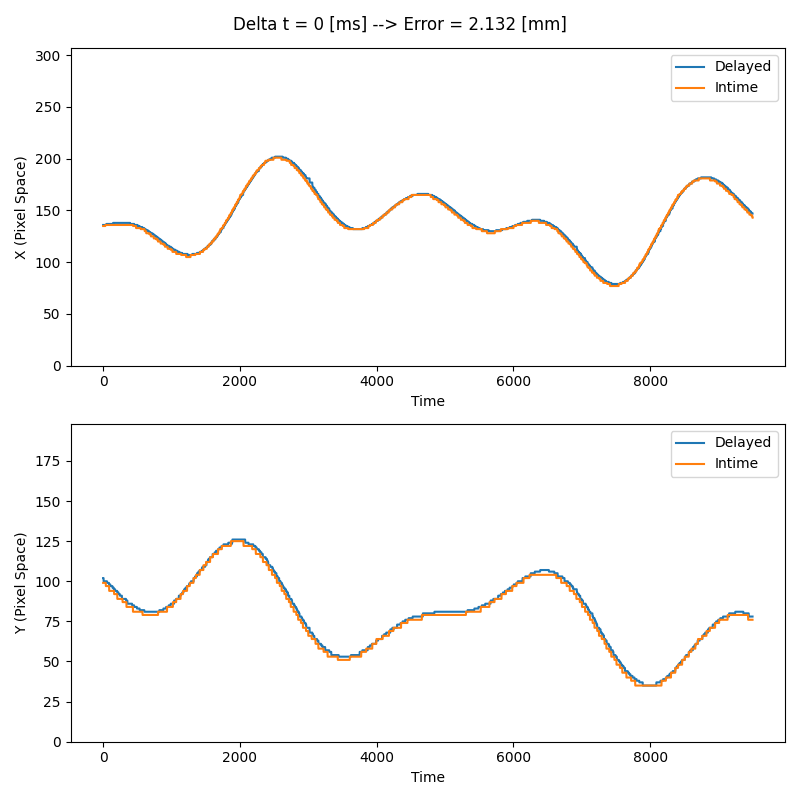 Delta t = 0 [ms] --> Error = 2.132 [mm]
300
250
200
150
100
50
0
X (Pixel Space)
Delayed
Intime
0 2000 4000 6000 8000
Time
175
150
125
100
75
50
25
0
Y (Pixel Space)
Delayed
Intime
0 2000 4000 6000 8000
Time